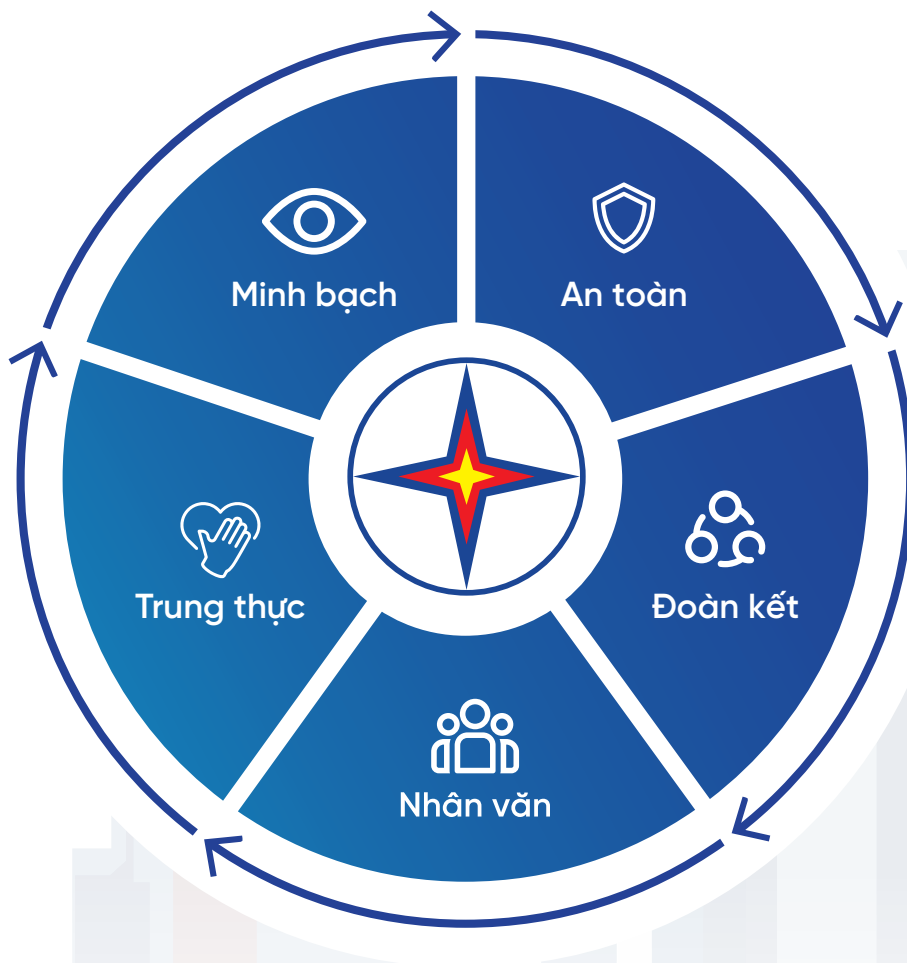 Minh bạch
An toàn
Trung thực
Đoàn kết
Nhân văn